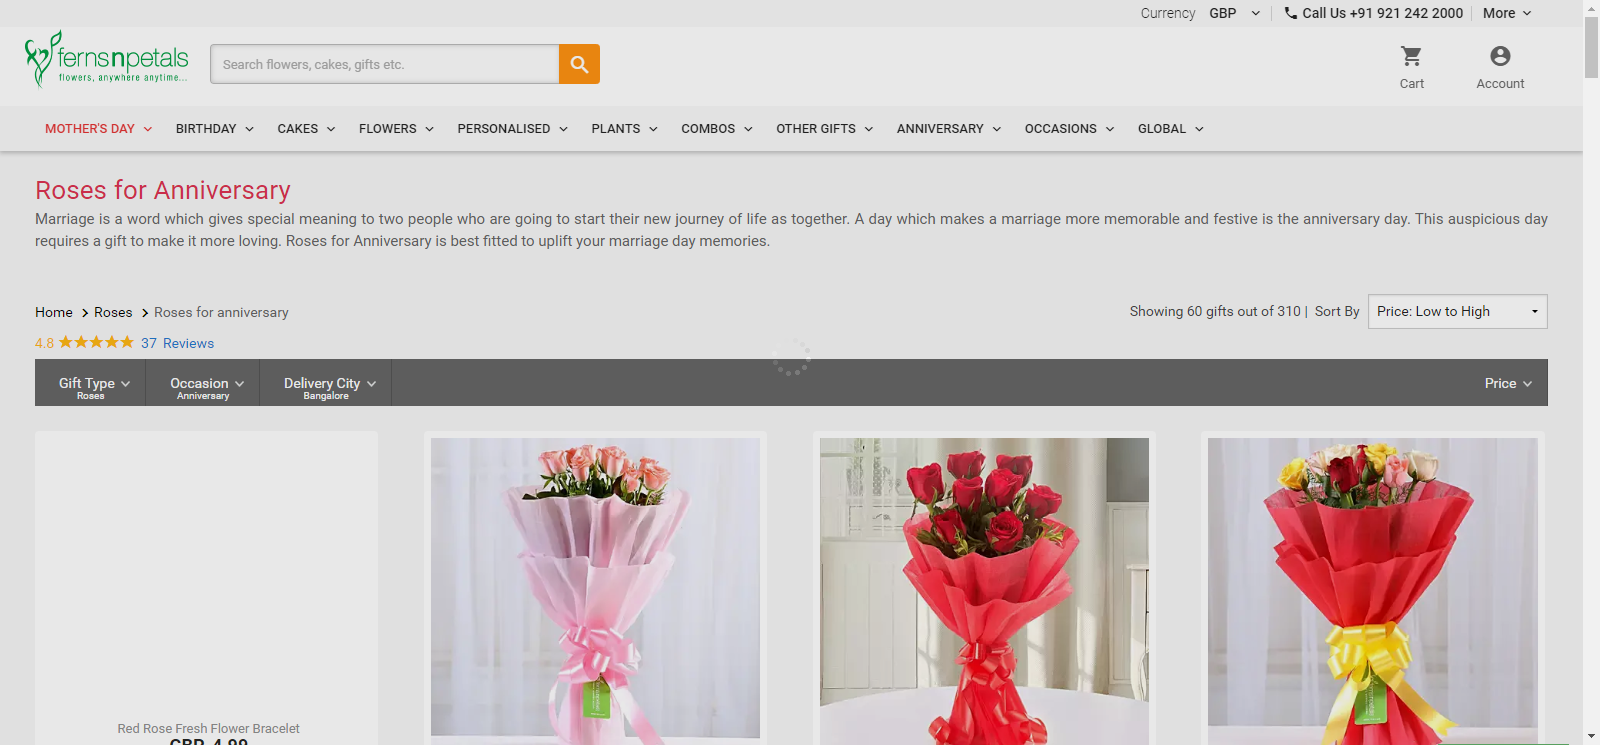 Currency GBP Call Us +91 921 242 2000 More
fernsnpetals
flowers, anywhere anytime...
Search flowers, cakes, gifts etc.
Cart Account
MOTHER'S DAY BIRTHDAY CAKES FLOWERS PERSONALISED PLANTS COMBOS OTHER GIFTS ANNIVERSARY OCCASIONS GLOBAL
Roses for Anniversary
Marriage is a word which gives special meaning to two people who are going to start their new journey of life as together. A day which makes a marriage more memorable and festive is the anniversary day. This auspicious day
requires a gift to make it more loving. Roses for Anniversary is best fitted to uplift your marriage day memories.
Home Roses Roses for anniversary
Showing 60 gifts out of 310 | Sort By Price: Low to High
4.8 37 Reviews
Gift Type Occasion Delivery City Price
Roses Anniversary Bangalore
Red Rose Fresh Flower Bracelet
GBP 4.99